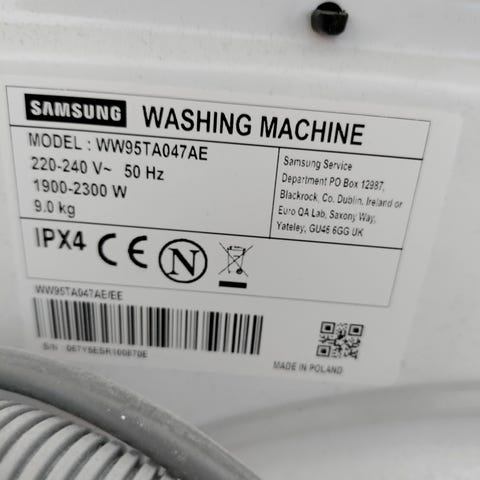 SAMSUNG WASHING MACHINE
MODEL : WW95TA047AE
220-240 V~ 50 Hz
1900-2300 W
9.0 kg
Samsung Service
Department PO Box 12987,
Blackrock, Co. Dublin. Ireland or
Euro QA Lab, Saxony Way,
Yateley, GU46 6GG UK
IPX4 CE N
WW95TA047AE/EE
S/N :
MADE IN POLAND